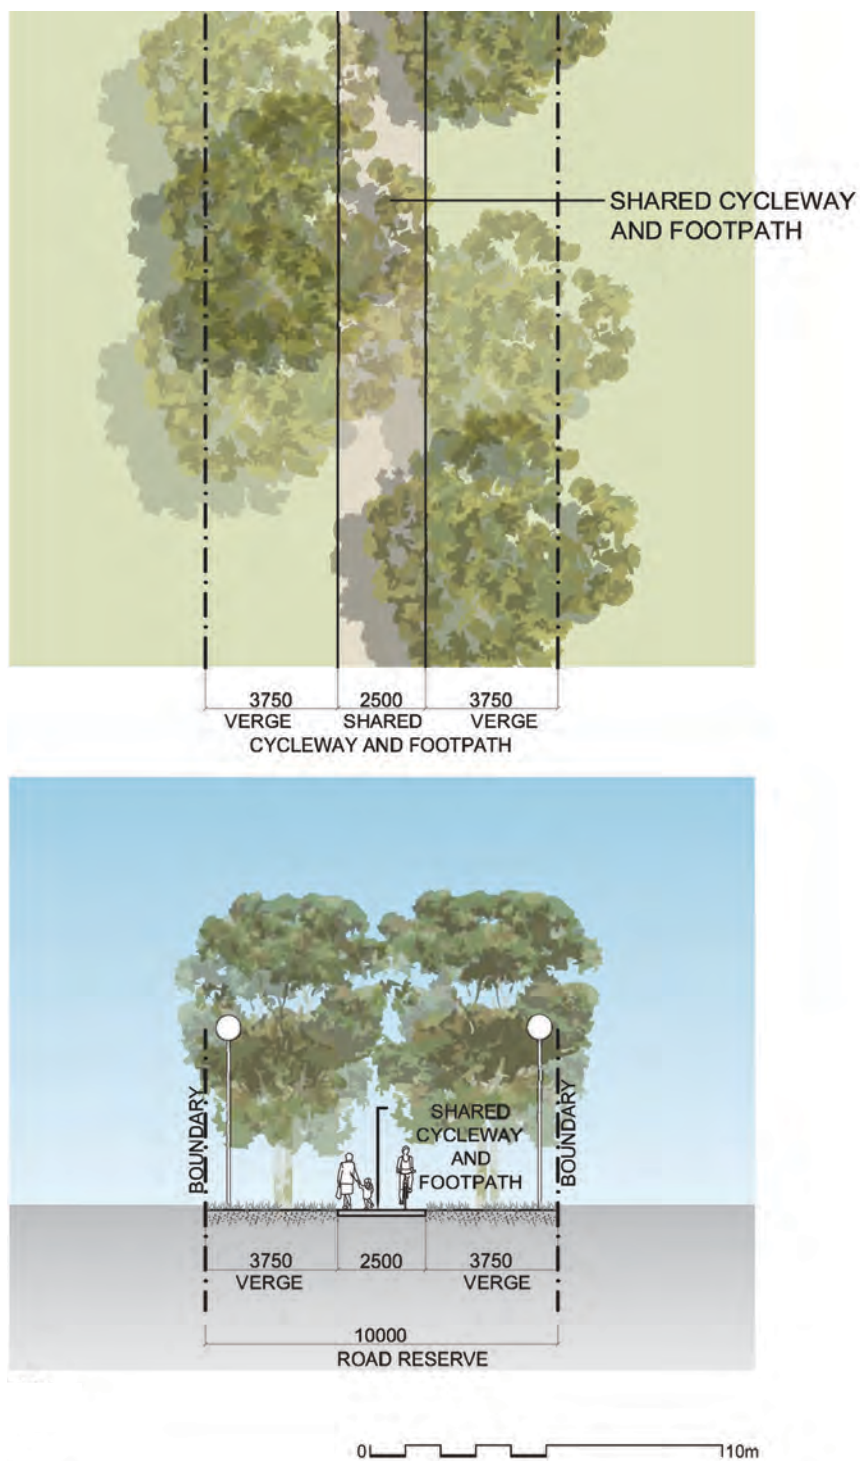 SHARED CYCLEWAY
AND FOOTPATH
3750 2500 3750
VERGE SHARED VERGE
CYCLEWAY AND FOOTPATH
BOUNDARY
SHARED
CYCLEWAY
AND
FOOTPATH
BOUNDARY
3750 2500 3750
VERGE VERGE
10000
ROAD RESERVE
0 10m